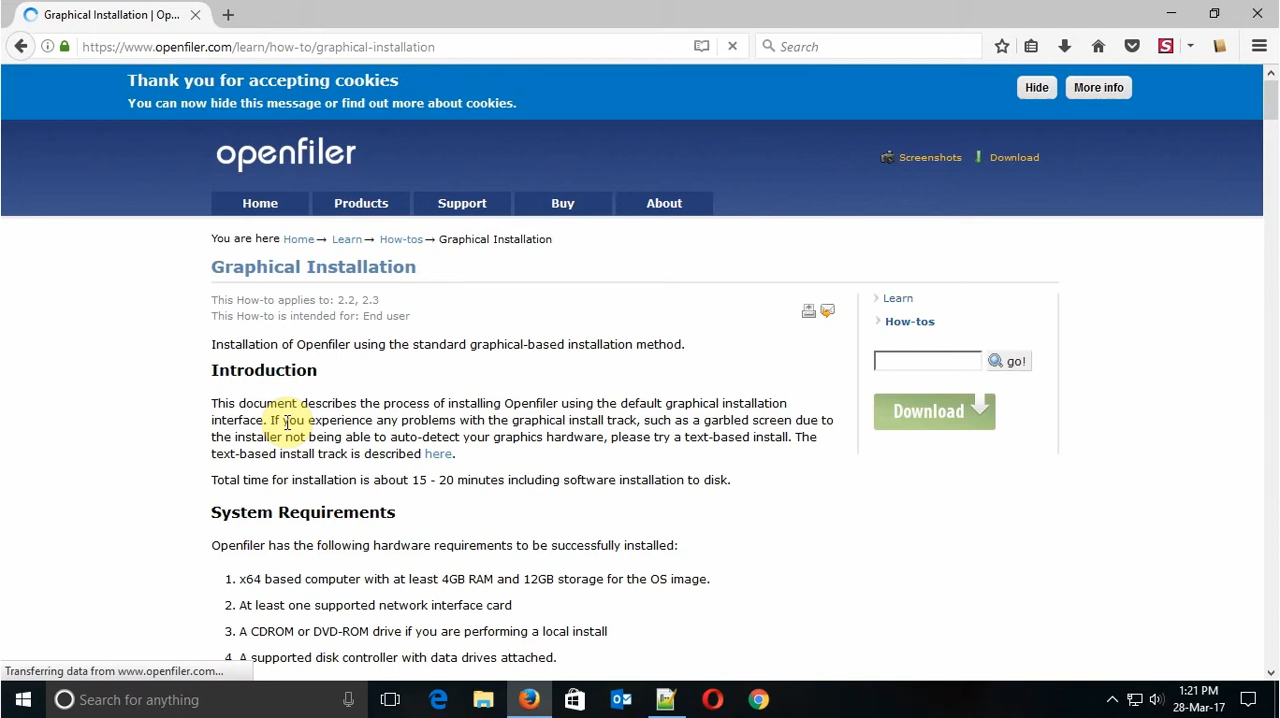 Graphical Installation | Op...
https://www.openfiler.com/learn/how-to/graphical-installation
Search
Thank you for accepting cookies
You can now hide this message or find out more about cookies.
Hide
More info
openfiler
Screenshots
Download
Home
Products
Support
Buy
About
You are here Home→ Learn→ How-tos→ Graphical Installation
Graphical Installation
This How-to applies to: 2.2, 2.3
This How-to is intended for: End user
Installation of Openfiler using the standard graphical-based installation method.
Introduction
This document describes the process of installing Openfiler using the default graphical installation
interface. If you experience any problems with the graphical install track, such as a garbled screen due to
the installer not being able to auto-detect your graphics hardware, please try a text-based install. The
text-based install track is described here.
Total time for installation is about 15 - 20 minutes including software installation to disk.
System Requirements
Openfiler has the following hardware requirements to be successfully installed:
1. x64 based computer with at least 4GB RAM and 12GB storage for the OS image.
2. At least one supported network interface card
3. A CDROM or DVD-ROM drive if you are performing a local install
4. A supported disk controller with data drives attached.
Learn
How-tos
go!
Download
Transferring data from www.openfiler.com...
Search for anything
1:21 PM
28-Mar-17